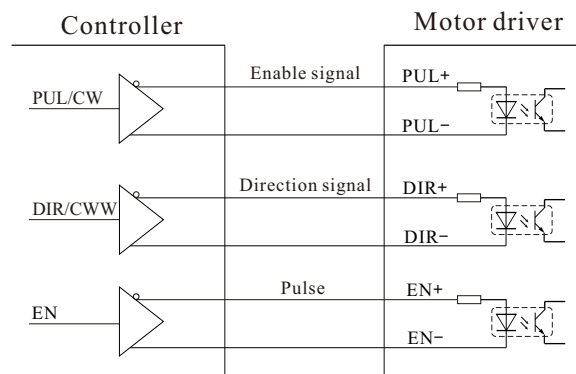 Controller
Motor driver
Enable signal
PUL+
PUL/CW
PUL−
Direction signal
DIR+
DIR/CWW
DIR−
Pulse
EN+
EN
EN−